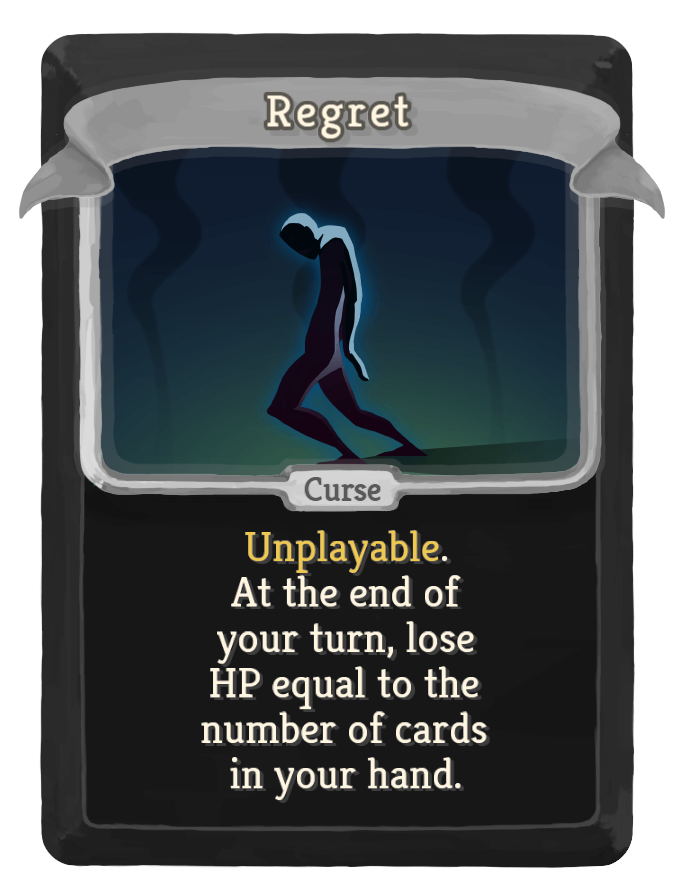 Regret
Curse
Unplayable.
At the end of
your turn, lose
HP equal to the
number of cards
in your hand.